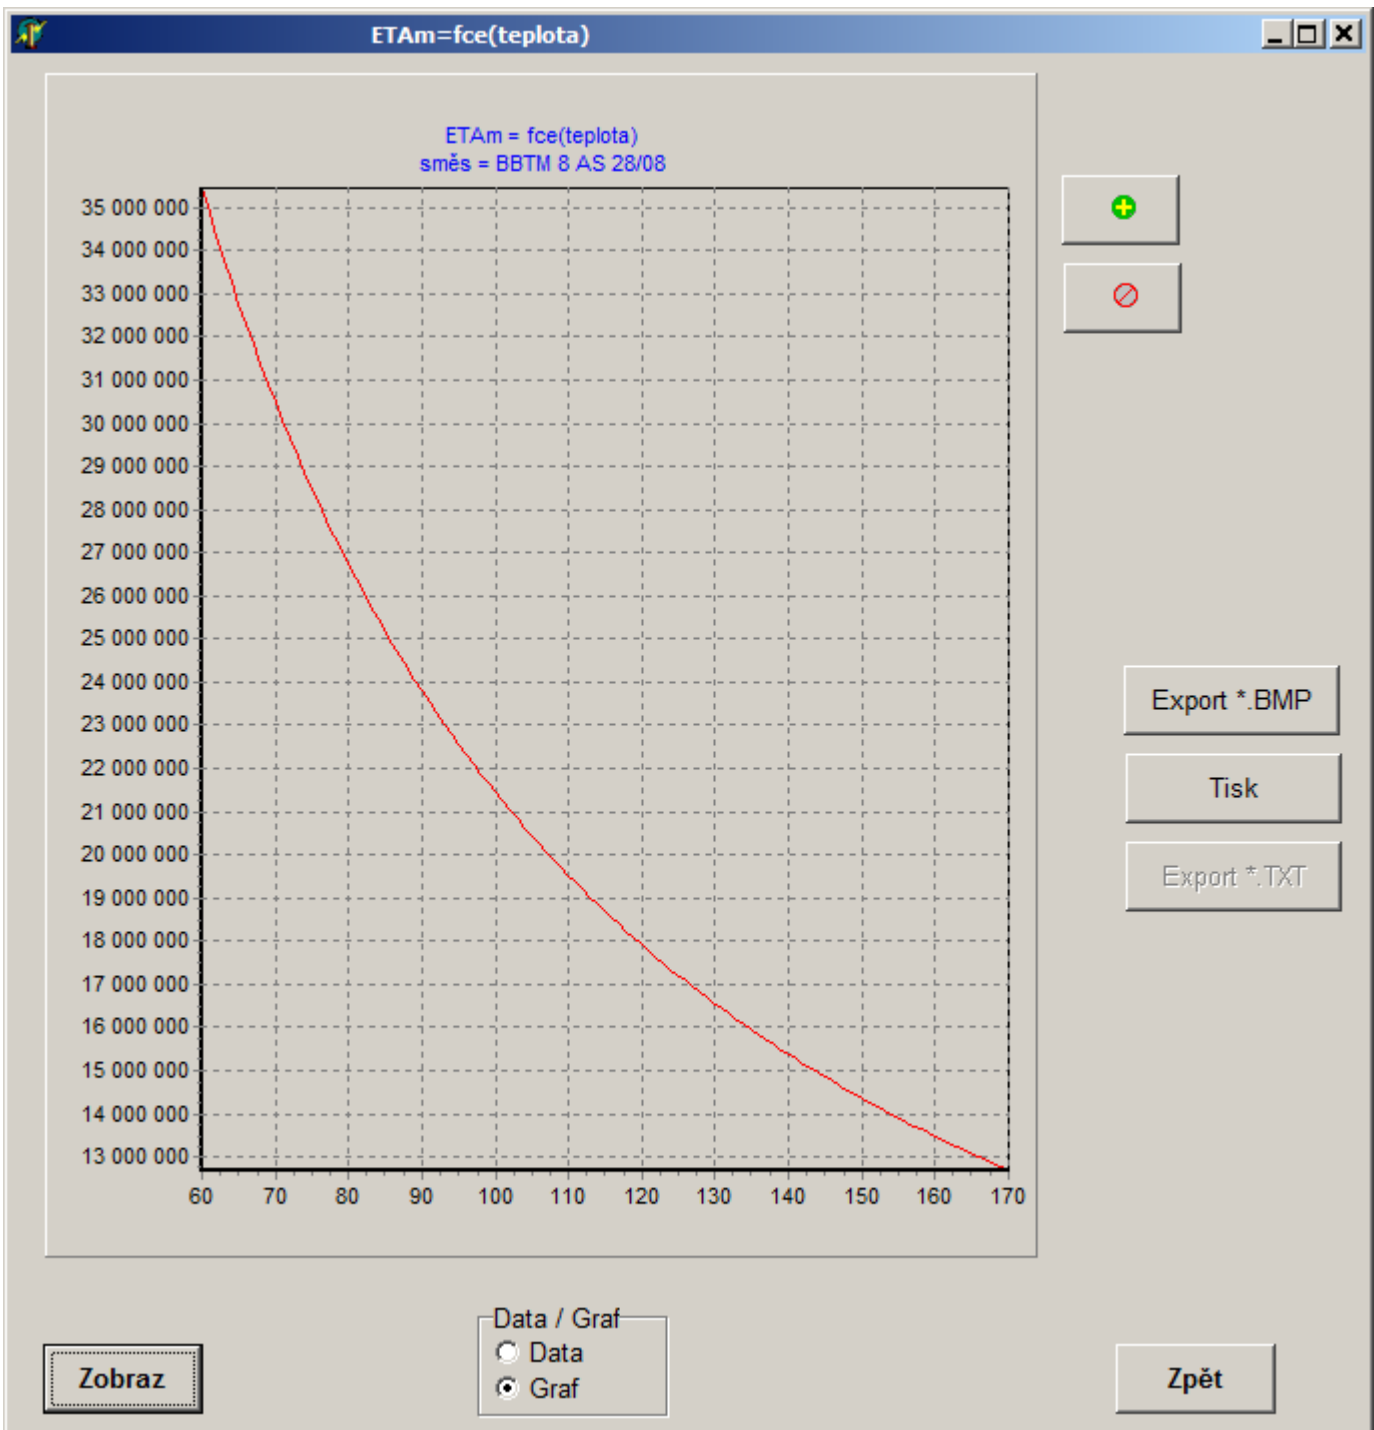 ETAm=fce(teplota)
ETAm = fce(teplota)
směs = BBTM 8 AS 28/08
35 000 000
34 000 000
33 000 000
32 000 000
31 000 000
30 000 000
29 000 000
28 000 000
27 000 000
26 000 000
25 000 000
24 000 000
23 000 000
22 000 000
21 000 000
20 000 000
19 000 000
18 000 000
17 000 000
16 000 000
15 000 000
14 000 000
13 000 000
60 70 80 90 100 110 120 130 140 150 160 170
Export *.BMP
Tisk
Export *.TXT
Data / Graf
Data
Graf
Zobraz
Zpět